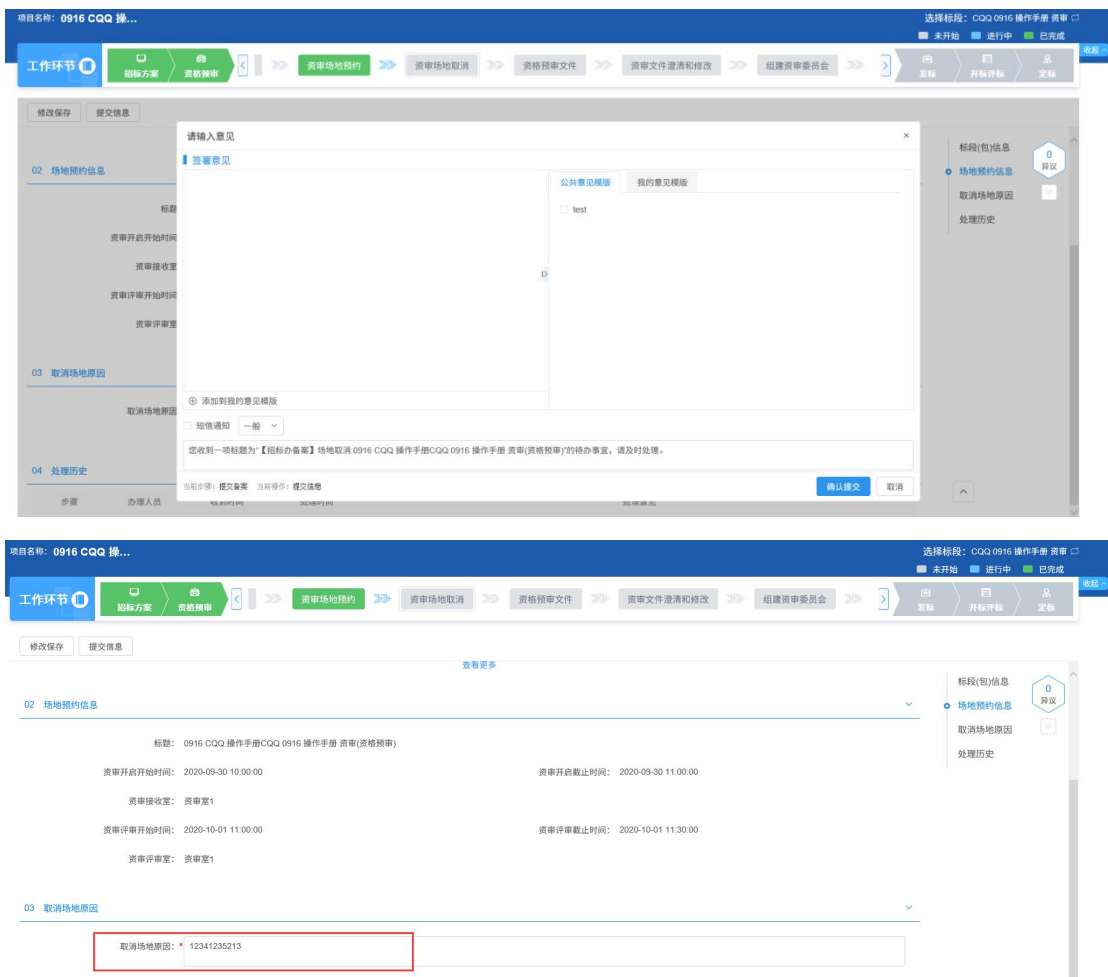 项目名称：0916 CQQ 操...
选择标段：CQQ 0916 操作手册 资审
未开始 进行中 已完成
收起
工作环节 招标方案 资格预审 资审场地预约 资审场地取消 资格预审文件 资审文件澄清和修改 组建资审委员会 发标 开标评标 定标
修改保存 提交信息
请输入意见 ×
签署意见
公共意见模版 我的意见模版
test
添加到我的意见模版
短信通知 一般
您收到一项标题为"【招标办备案】场地取消 0916 CQQ 操作手册CQQ 0916 操作手册 资审(资格预审)"的待办事宜，请及时处理。
当前步骤：提交备案 当前操作：提交信息
确认提交 取消
02 场地预约信息
标题
资审开启开始时间
资审接收室
资审评审开始时间
资审评审室
03 取消场地原因
取消场地原因
04 处理历史
步骤 办理人员 收到时间 处理时间 处理意见
标段(包)信息
场地预约信息
取消场地原因
处理历史
0
异议
项目名称：0916 CQQ 操...
选择标段：CQQ 0916 操作手册 资审
未开始 进行中 已完成
收起
工作环节 招标方案 资格预审 资审场地预约 资审场地取消 资格预审文件 资审文件澄清和修改 组建资审委员会 发标 开标评标 定标
修改保存 提交信息
查看更多
02 场地预约信息
标题： 0916 CQQ 操作手册CQQ 0916 操作手册 资审(资格预审)
资审开启开始时间： 2020-09-30 10:00:00 资审开启截止时间： 2020-09-30 11:00:00
资审接收室： 资审室1
资审评审开始时间： 2020-10-01 11:00:00 资审评审截止时间： 2020-10-01 11:30:00
资审评审室： 资审室1
03 取消场地原因
取消场地原因：* 12341235213
标段(包)信息
场地预约信息
取消场地原因
处理历史
0
异议